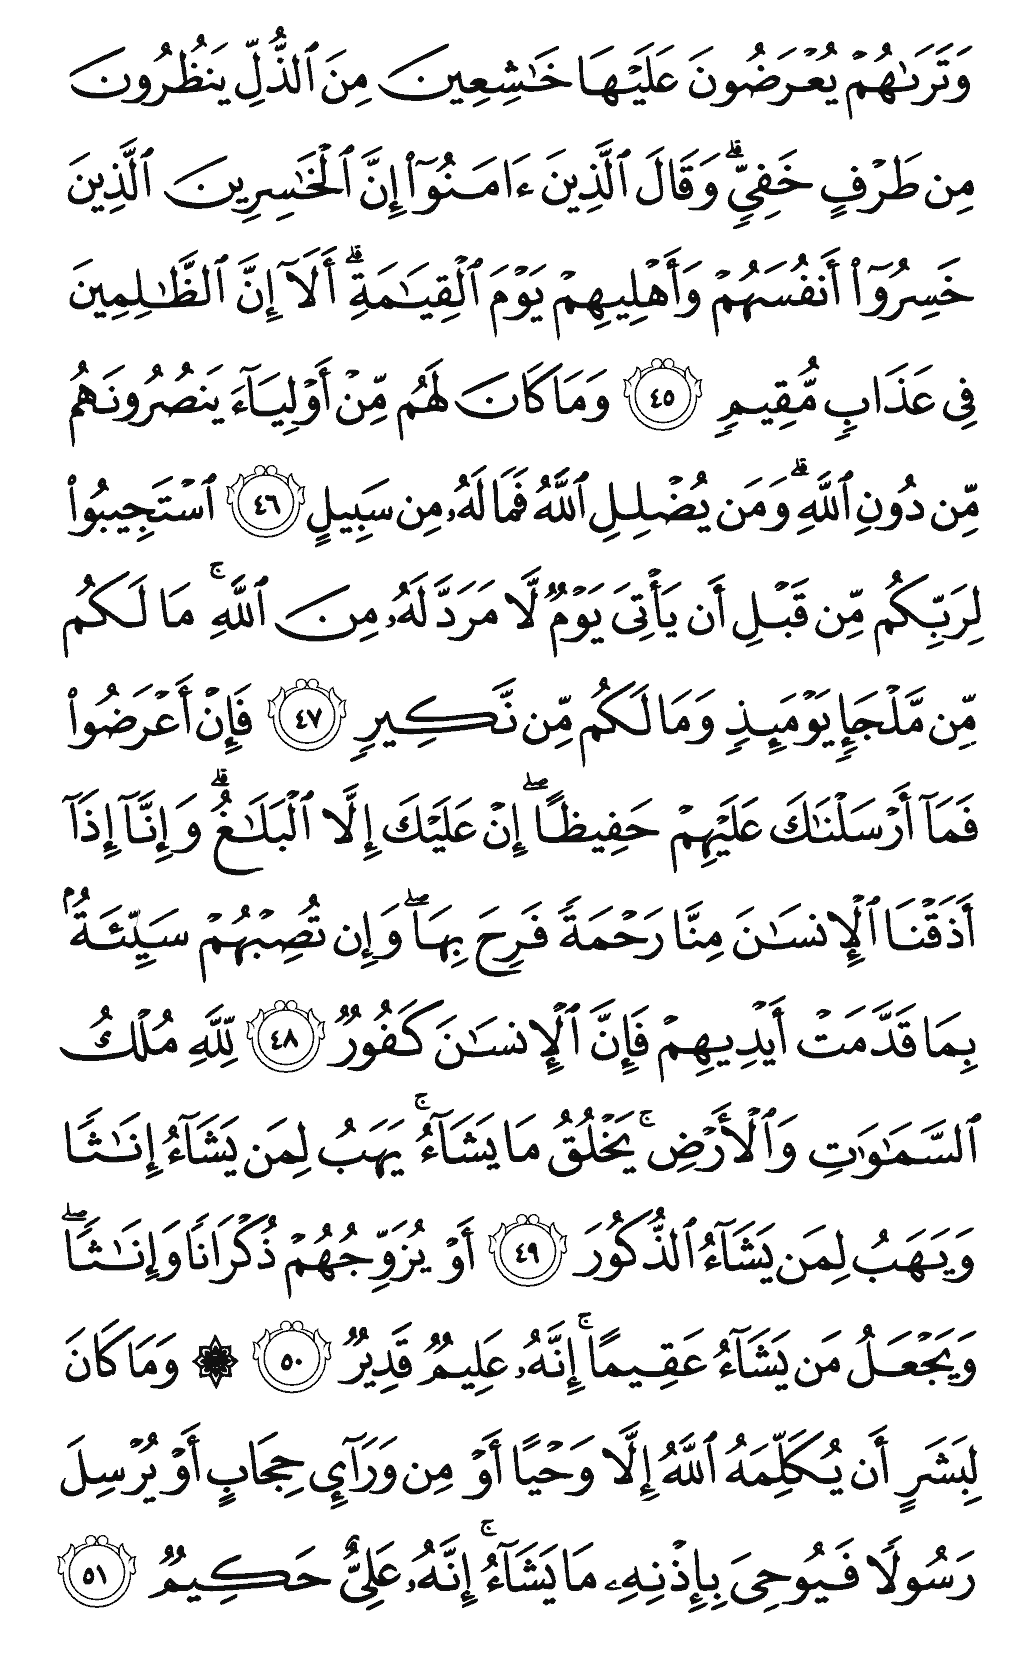 وَتَرَىٰهُمْ يُعْرَضُونَ عَلَيْهَا خَٰشِعِينَ مِنَ ٱلذُّلِّ يَنظُرُونَ
مِن طَرْفٍ خَفِىٍّ ۗ وَقَالَ ٱلَّذِينَ ءَامَنُوٓا۟ إِنَّ ٱلْخَٰسِرِينَ ٱلَّذِينَ
خَسِرُوٓا۟ أَنفُسَهُمْ وَأَهْلِيهِمْ يَوْمَ ٱلْقِيَٰمَةِ ۗ أَلَآ إِنَّ ٱلظَّٰلِمِينَ
فِى عَذَابٍ مُّقِيمٍ ٤٥ وَمَا كَانَ لَهُم مِّنْ أَوْلِيَآءَ يَنصُرُونَهُم
مِّن دُونِ ٱللَّهِ ۗ وَمَن يُضْلِلِ ٱللَّهُ فَمَا لَهُۥ مِن سَبِيلٍ ٤٦ ٱسْتَجِيبُوا۟
لِرَبِّكُم مِّن قَبْلِ أَن يَأْتِىَ يَوْمٌ لَّا مَرَدَّ لَهُۥ مِنَ ٱللَّهِ ۚ مَا لَكُم
مِّن مَّلْجَإٍ يَوْمَئِذٍ وَمَا لَكُم مِّن نَّكِيرٍ ٤٧ فَإِنْ أَعْرَضُوا۟
فَمَآ أَرْسَلْنَٰكَ عَلَيْهِمْ حَفِيظًا ۖ إِنْ عَلَيْكَ إِلَّا ٱلْبَلَٰغُ ۗ وَإِنَّآ إِذَآ
أَذَقْنَا ٱلْإِنسَٰنَ مِنَّا رَحْمَةً فَرِحَ بِهَا ۖ وَإِن تُصِبْهُمْ سَيِّئَةٌۢ
بِمَا قَدَّمَتْ أَيْدِيهِمْ فَإِنَّ ٱلْإِنسَٰنَ كَفُورٌ ٤٨ لِّلَّهِ مُلْكُ
ٱلسَّمَٰوَٰتِ وَٱلْأَرْضِ ۚ يَخْلُقُ مَا يَشَآءُ ۚ يَهَبُ لِمَن يَشَآءُ إِنَٰثًا
وَيَهَبُ لِمَن يَشَآءُ ٱلذُّكُورَ ٤٩ أَوْ يُزَوِّجُهُمْ ذُكْرَانًا وَإِنَٰثًا ۖ
وَيَجْعَلُ مَن يَشَآءُ عَقِيمًا ۚ إِنَّهُۥ عَلِيمٌ قَدِيرٌ ٥٠ ۞ وَمَا كَانَ
لِبَشَرٍ أَن يُكَلِّمَهُ ٱللَّهُ إِلَّا وَحْيًا أَوْ مِن وَرَآئِ حِجَابٍ أَوْ يُرْسِلَ
رَسُولًا فَيُوحِىَ بِإِذْنِهِۦ مَا يَشَآءُ ۚ إِنَّهُۥ عَلِىٌّ حَكِيمٌ ٥١